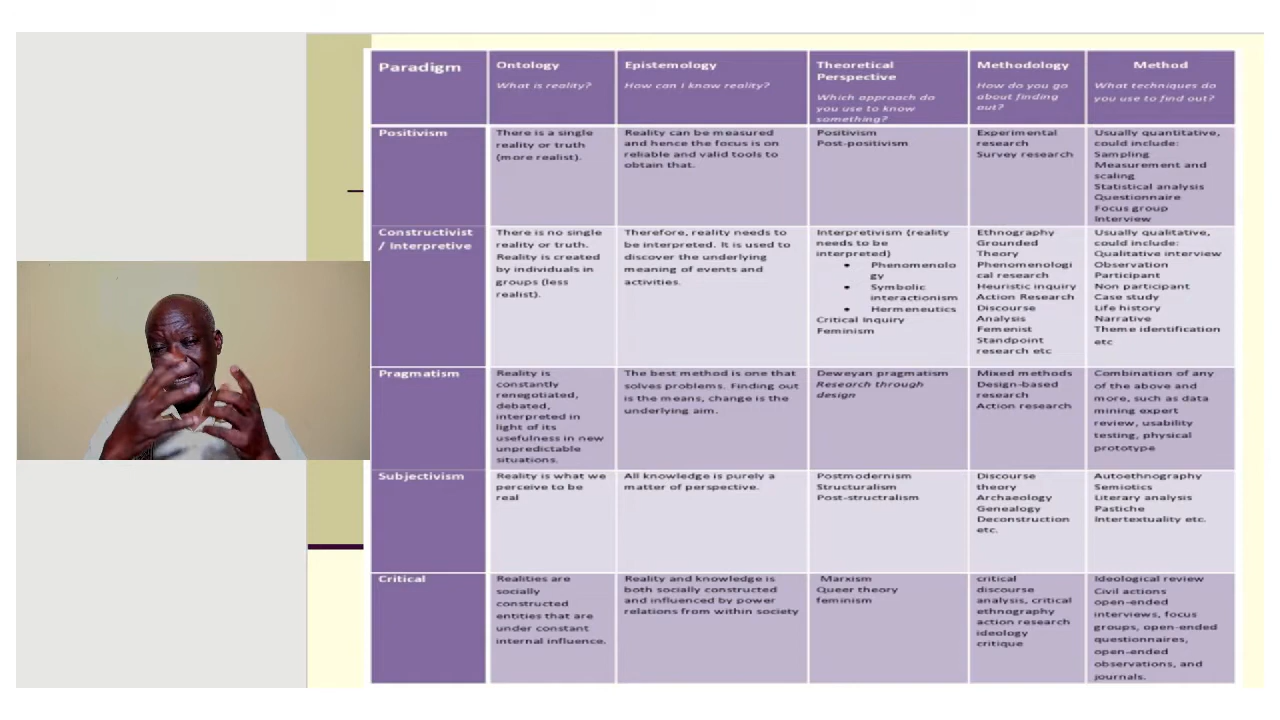 Paradigm
Ontology
What is reality?
Epistemology
How can I know reality?
Theoretical
Perspective
Which approach do
you use to know
something?
Methodology
How do you go
about finding
out?
Method
What techniques do
you use to find out?
Positivism
There is a single
reality or truth
(more realist).
Reality can be measured
and hence the focus is on
reliable and valid tools to
obtain that.
Positivism
Post-positivism
Experimental
research
Survey research
Usually quantitative,
could include:
Sampling
Measurement and
scaling
Statistical analysis
Questionnaire
Focus group
Interview
Constructivist
/ Interpretive
There is no single
reality or truth.
Reality is created
by individuals in
groups (less
realist).
Therefore, reality needs to
be interpreted. It is used to
discover the underlying
meaning of events and
activities.
Interpretivism (reality
needs to be
interpreted)
• Phenomenolo
gy
• Symbolic
interactionism
• Hermeneutics
Critical Inquiry
Feminism
Ethnography
Grounded
Theory
Phenomenologi
cal research
Heuristic inquiry
Action Research
Discourse
Analysis
Femenist
Standpoint
research etc
Usually qualitative,
could include:
Qualitative interview
Observation
Participant
Non participant
Case study
Life history
Narrative
Theme identification
etc
Pragmatism
Reality is
constantly
renegotiated,
debated,
interpreted in
light of its
usefulness in new
unpredictable
situations.
The best method is one that
solves problems. Finding out
is the means, change is the
underlying aim.
Deweyan pragmatism
Research through
design
Mixed methods
Design-based
research
Action research
Combination of any
of the above and
more, such as data
mining expert
review, usability
testing, physical
prototype
Subjectivism
Reality is what we
perceive to be
real
All knowledge is purely a
matter of perspective.
Postmodernism
Structuralism
Post-structralism
Discourse
theory
Archaeology
Genealogy
Deconstruction
etc.
Autoethnography
Semiotics
Literary analysis
Pastiche
Intertextuality etc.
Critical
Realities are
socially
constructed
entities that are
under constant
internal influence.
Reality and knowledge is
both socially constructed
and influenced by power
relations from within society
Marxism
Queer theory
feminism
critical
discourse
analysis, critical
ethnography
action research
ideology
critique
Ideological review
Civil actions
open-ended
interviews, focus
groups, open-ended
questionnaires,
open-ended
observations, and
journals.